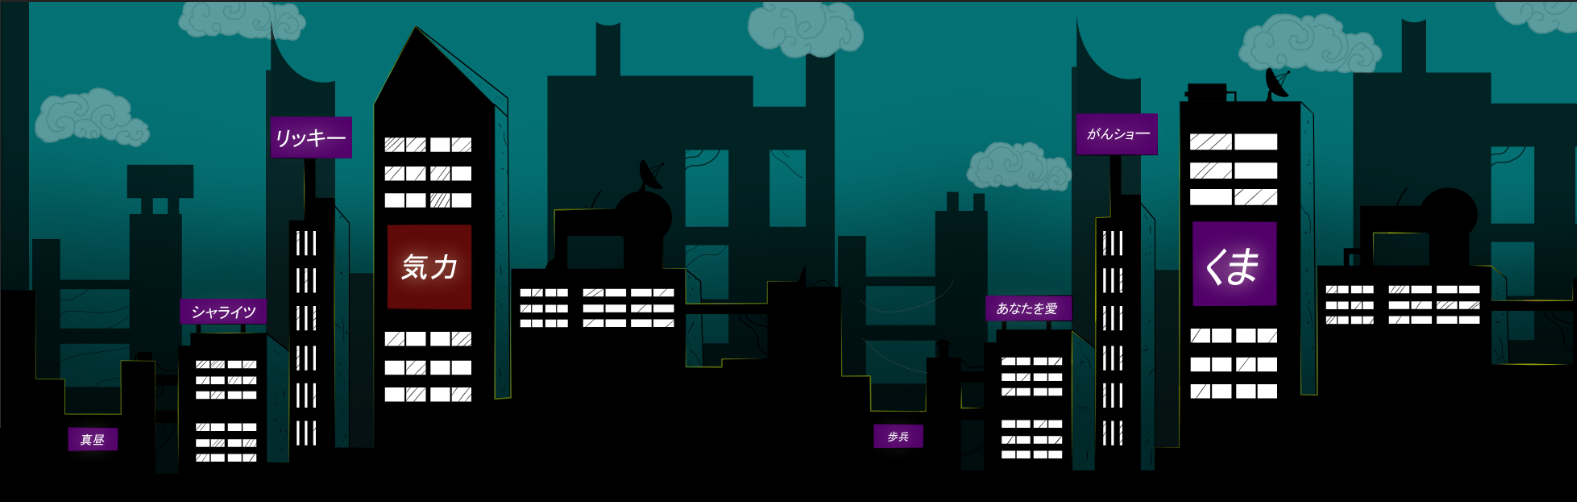 リッキー
気力
シャライツ
真昼
がんショー
くま
あなたを愛
歩兵